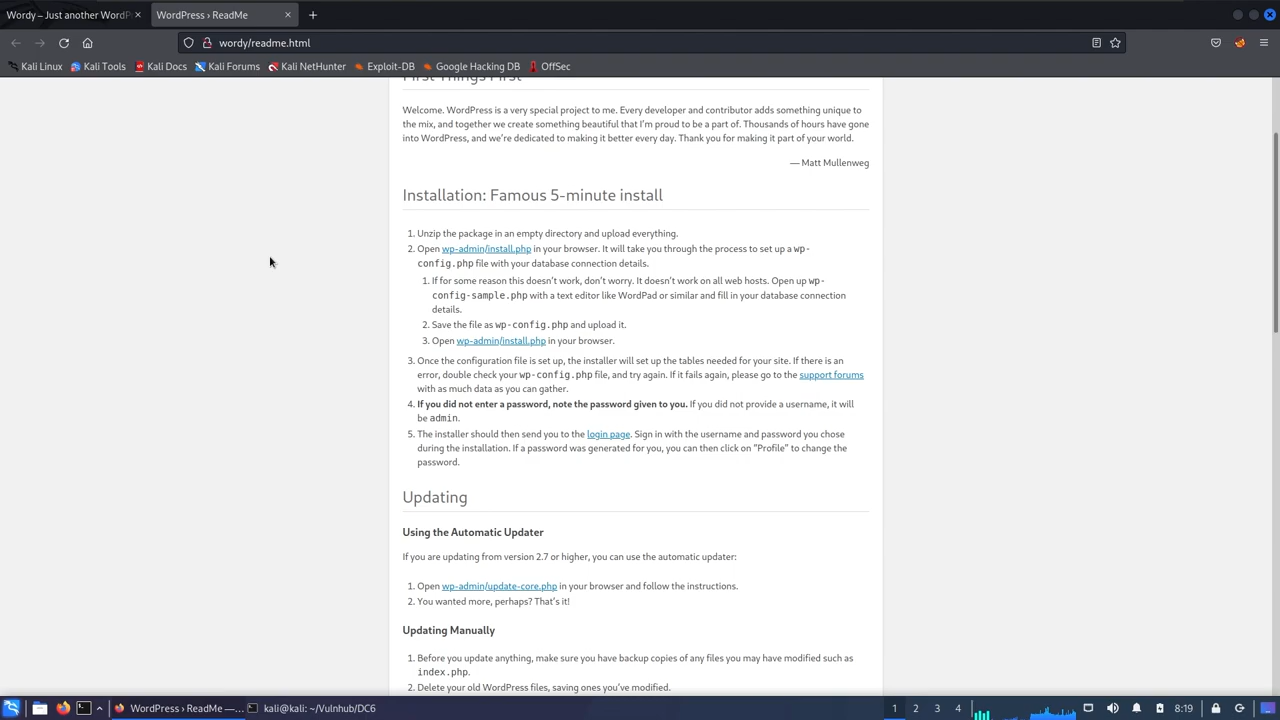 Wordy – Just another WordP
WordPress › ReadMe
wordy/readme.html
Kali Linux
Kali Tools
Kali Docs
Kali Forums
Kali NetHunter
Exploit-DB
Google Hacking DB
OffSec
First Things First
Welcome. WordPress is a very special project to me. Every developer and contributor adds something unique to
the mix, and together we create something beautiful that I'm proud to be a part of. Thousands of hours have gone
into WordPress, and we're dedicated to making it better every day. Thank you for making it part of your world.
— Matt Mullenweg
Installation: Famous 5-minute install
1. Unzip the package in an empty directory and upload everything.
2. Open wp-admin/install.php in your browser. It will take you through the process to set up a wp-
config.php file with your database connection details.
1. If for some reason this doesn't work, don't worry. It doesn't work on all web hosts. Open up wp-
config-sample.php with a text editor like WordPad or similar and fill in your database connection
details.
2. Save the file as wp-config.php and upload it.
3. Open wp-admin/install.php in your browser.
3. Once the configuration file is set up, the installer will set up the tables needed for your site. If there is an
error, double check your wp-config.php file, and try again. If it fails again, please go to the support forums
with as much data as you can gather.
4. If you did not enter a password, note the password given to you. If you did not provide a username, it will
be admin.
5. The installer should then send you to the login page. Sign in with the username and password you chose
during the installation. If a password was generated for you, you can then click on “Profile” to change the
password.
Updating
Using the Automatic Updater
If you are updating from version 2.7 or higher, you can use the automatic updater:
1. Open wp-admin/update-core.php in your browser and follow the instructions.
2. You wanted more, perhaps? That's it!
Updating Manually
1. Before you update anything, make sure you have backup copies of any files you may have modified such as
index.php.
2. Delete your old WordPress files, saving ones you've modified.
WordPress › ReadMe —...
kali@kali: ~/Vulnhub/DC6
1 2 3 4
8:19